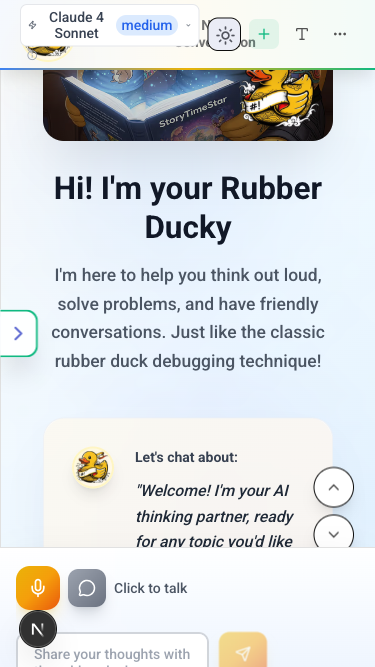 Claude 4
Sonnet
medium
T
StoryTimeStar
#!
Hi! I'm your Rubber
Ducky
I'm here to help you think out loud,
solve problems, and have friendly
conversations. Just like the classic
rubber duck debugging technique!
Let's chat about:
"Welcome! I'm your AI
thinking partner, ready
for any topic you'd like
Click to talk
N
Share your thoughts with